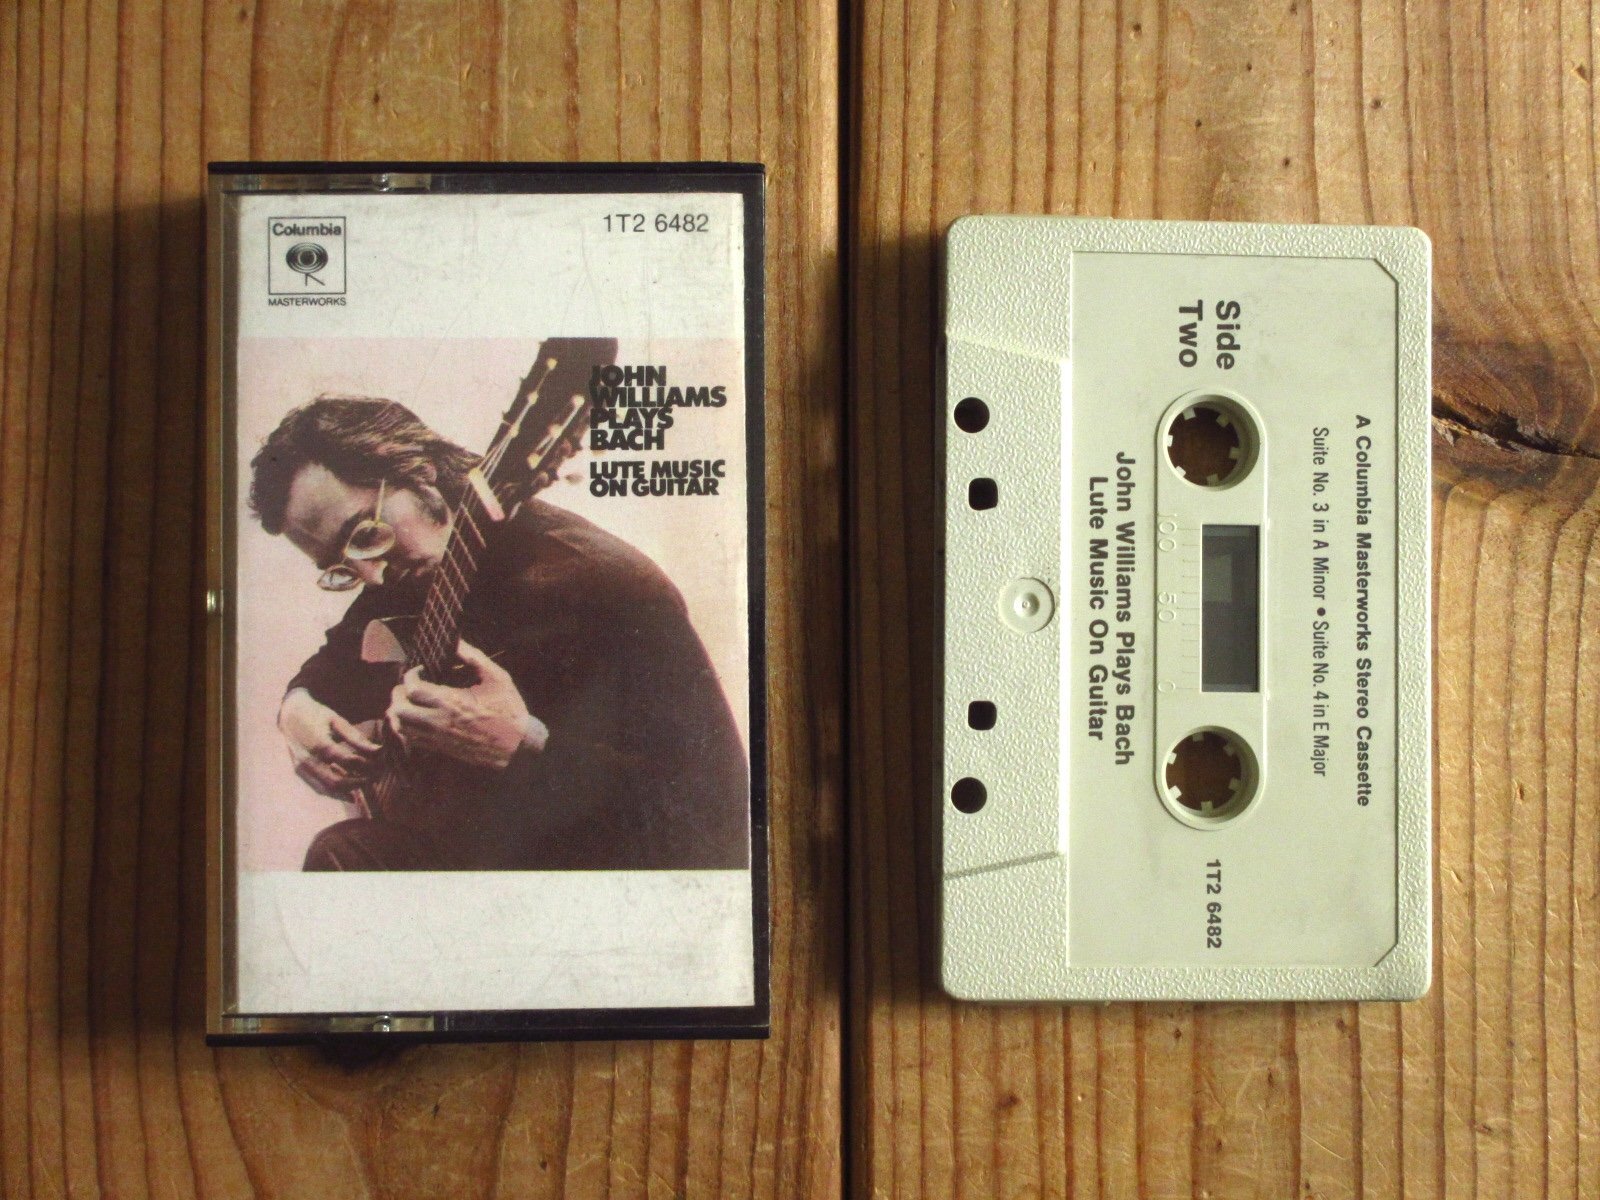 Columbia
MASTERWORKS
1T2 6482
JOHN
WILLIAMS
PLAYS
BACH
LUTE MUSIC
ON GUITAR
A Columbia Masterworks Stereo Cassette
Suite No. 3 in A Minor • Suite No. 4 in E Major
Side
Two
1T2 6482
100 50 0
John Williams Plays Bach
Lute Music On Guitar